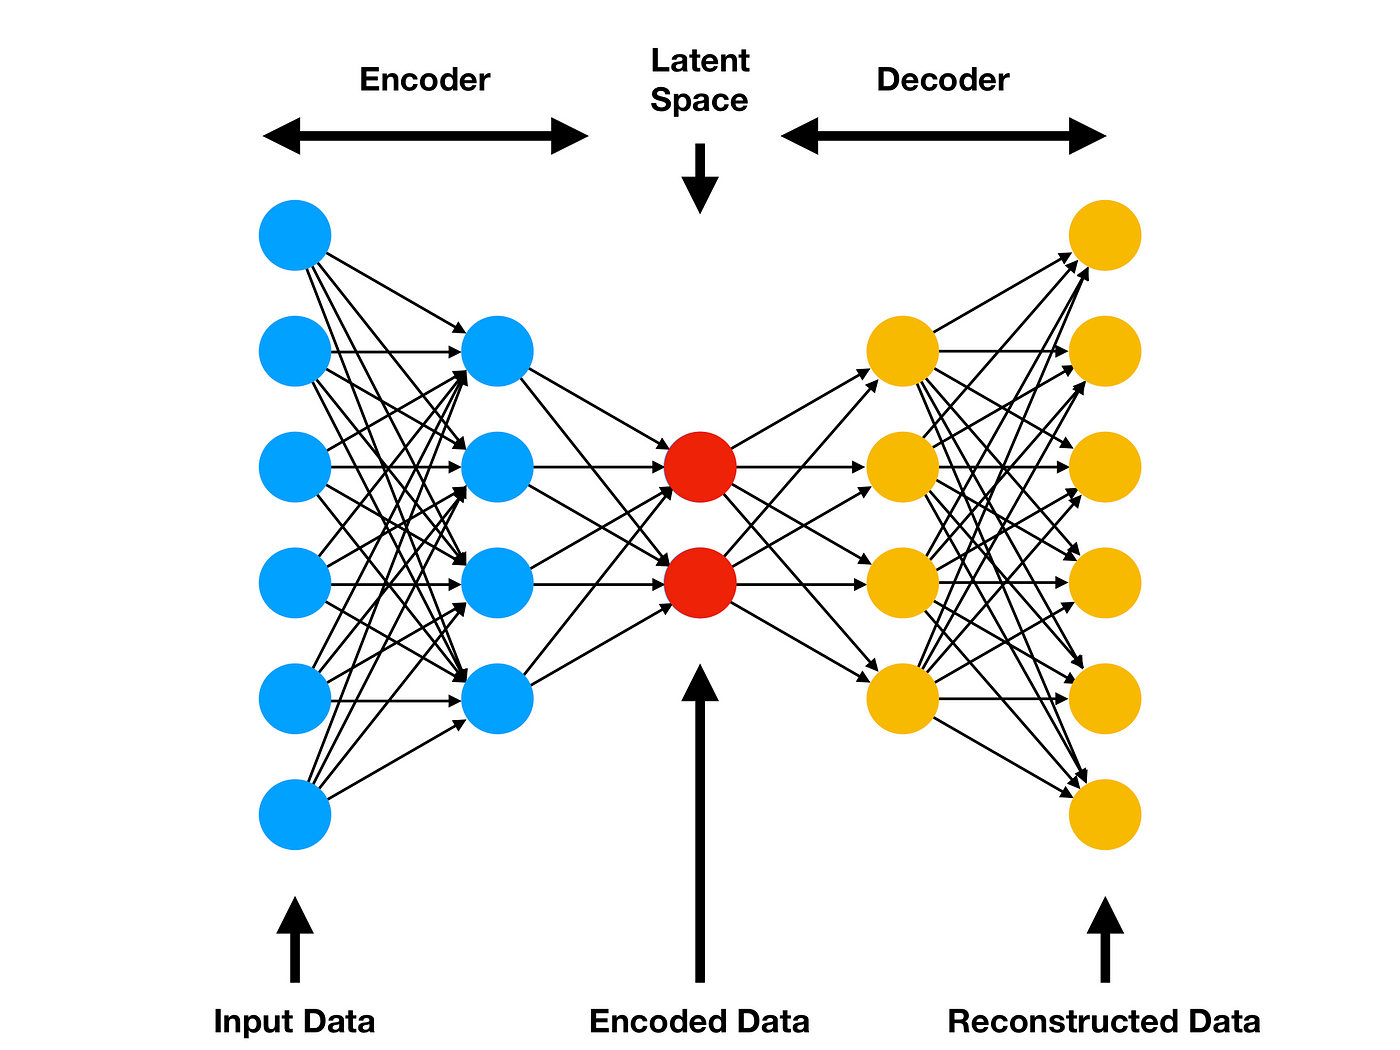 Encoder
Latent
Space
Decoder
Input Data
Encoded Data
Reconstructed Data